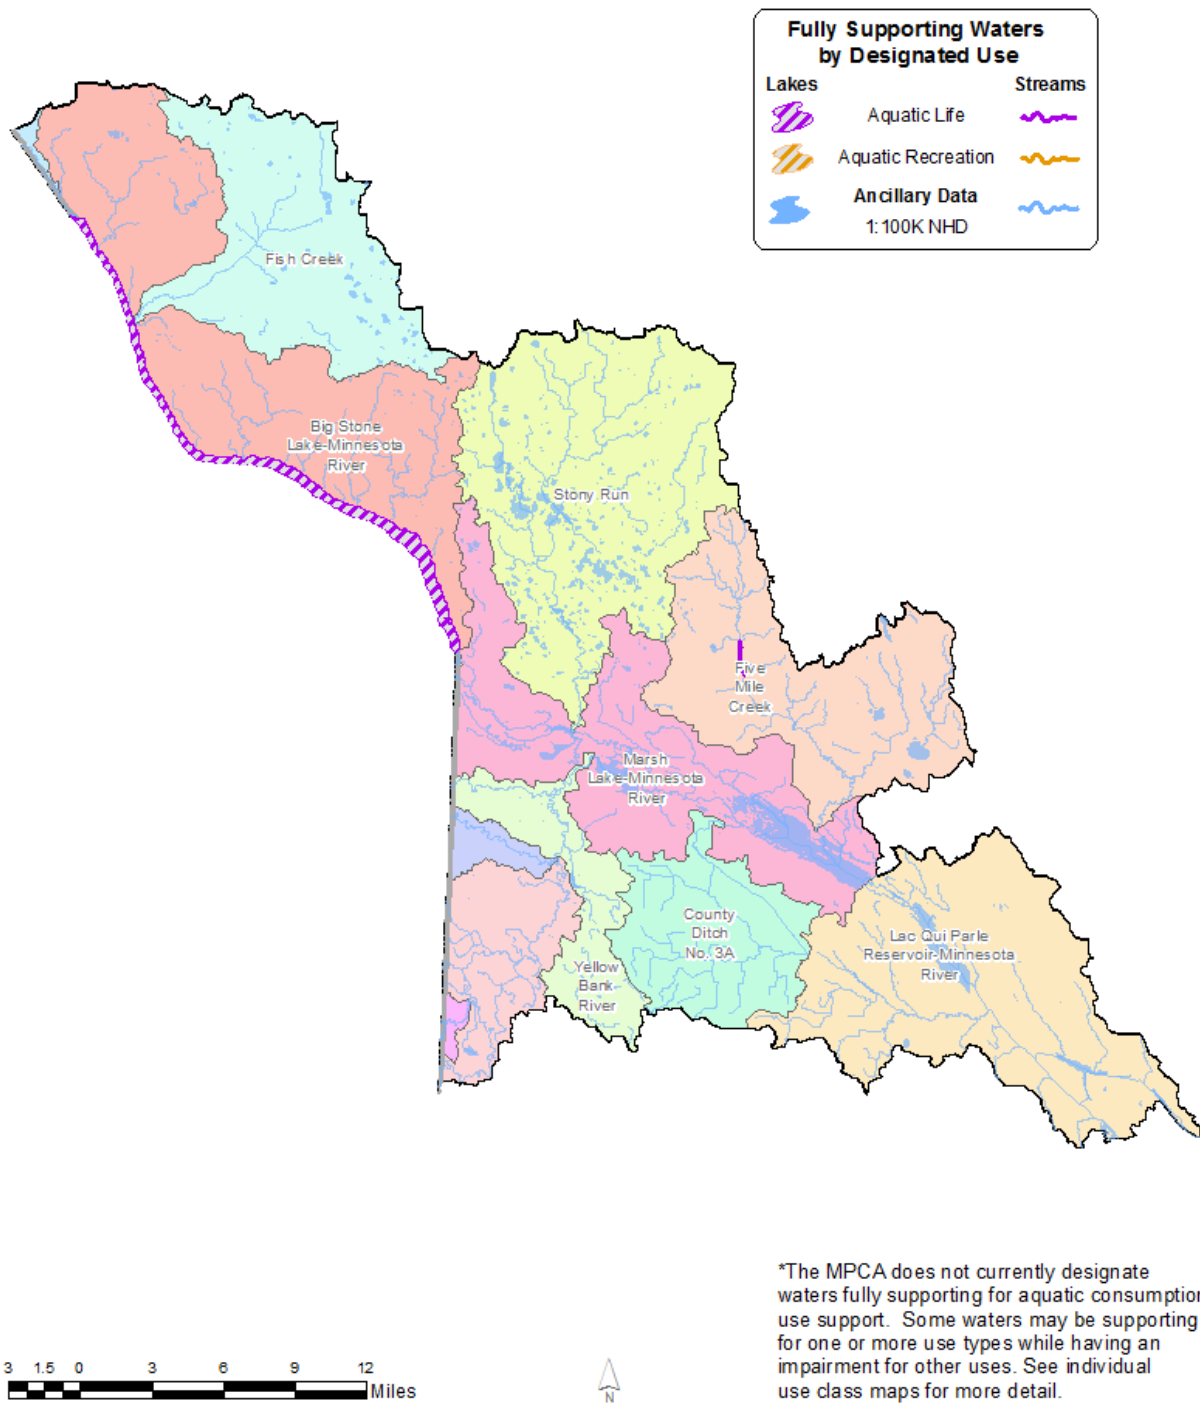 Fully Supporting Waters
by Designated Use
Lakes
Streams
Aquatic Life
Aquatic Recreation
Ancillary Data
1:100K NHD
Fish Creek
Big Stone
Lake-Minnesota
River
Stony Run
Five
Mile
Creek
Marsh
Lake-Minnesota
River
County
Ditch
No. 3A
Lac Qui Parle
Reservoir-Minnesota
River
Yellow
Bank
River
*The MPCA does not currently designate
waters fully supporting for aquatic consumption
use support. Some waters may be supporting
for one or more use types while having an
impairment for other uses. See individual
use class maps for more detail.
3 1.5 0 3 6 9 12
Miles
N